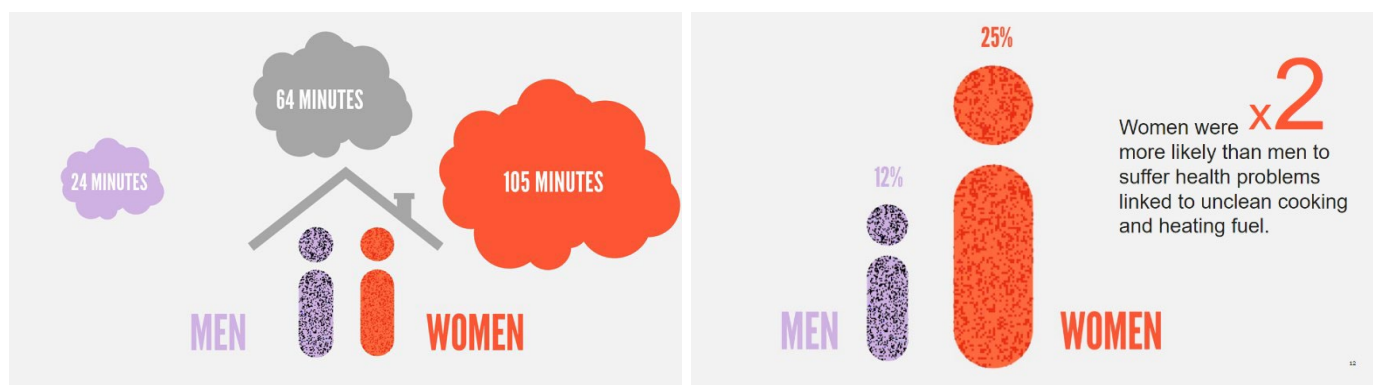 64 MINUTES
24 MINUTES
105 MINUTES
MEN
WOMEN
25%
12%
Women were x2
more likely than men to
suffer health problems
linked to unclean cooking
and heating fuel.
MEN
WOMEN
12